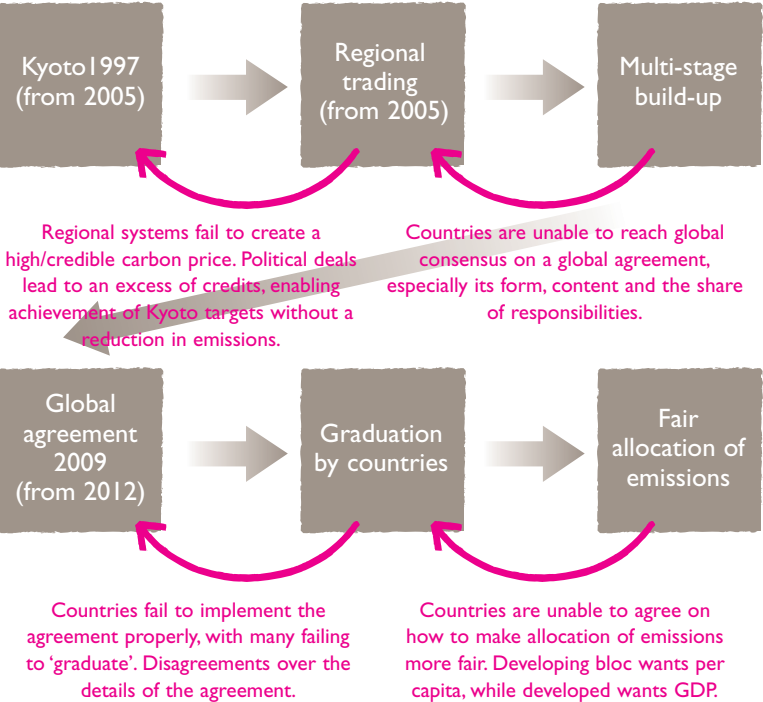 Kyoto1997
(from 2005)
Regional
trading
(from 2005)
Multi-stage
build-up
Regional systems fail to create a
high/credible carbon price. Political deals
lead to an excess of credits, enabling
achievement of Kyoto targets without a
reduction in emissions.
Countries are unable to reach global
consensus on a global agreement,
especially its form, content and the share
of responsibilities.
Global
agreement
2009
(from 2012)
Graduation
by countries
Fair
allocation of
emissions
Countries fail to implement the
agreement properly, with many failing
to ‘graduate’. Disagreements over the
details of the agreement.
Countries are unable to agree on
how to make allocation of emissions
more fair. Developing bloc wants per
capita, while developed wants GDP.